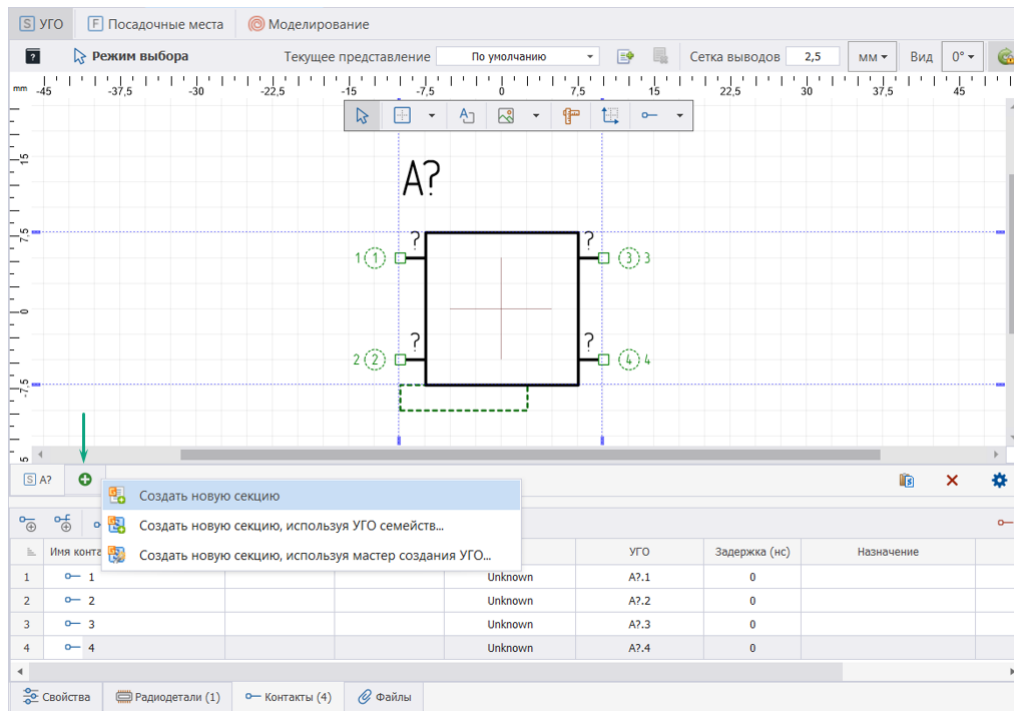 S УГО F Посадочные места Моделирование
? Режим выбора Текущее представление По умолчанию Сетка выводов 2,5 мм Вид 0°
mm -45 -37,5 -30 -22,5 -15 -7,5 0 7,5 15 22,5 30 37,5 45
A
A?
15
7,5
? ?
1 1 3 3
0
? ?
2 2 4 4
-7,5
S A?
Создать новую секцию
Создать новую секцию, используя УГО семейств...
Создать новую секцию, используя мастер создания УГО...
Имя конта УГО Задержка (нс) Назначение
1 1 Unknown A?.1 0
2 2 Unknown A?.2 0
3 3 Unknown A?.3 0
4 4 Unknown A?.4 0
Свойства Радиодетали (1) Контакты (4) Файлы